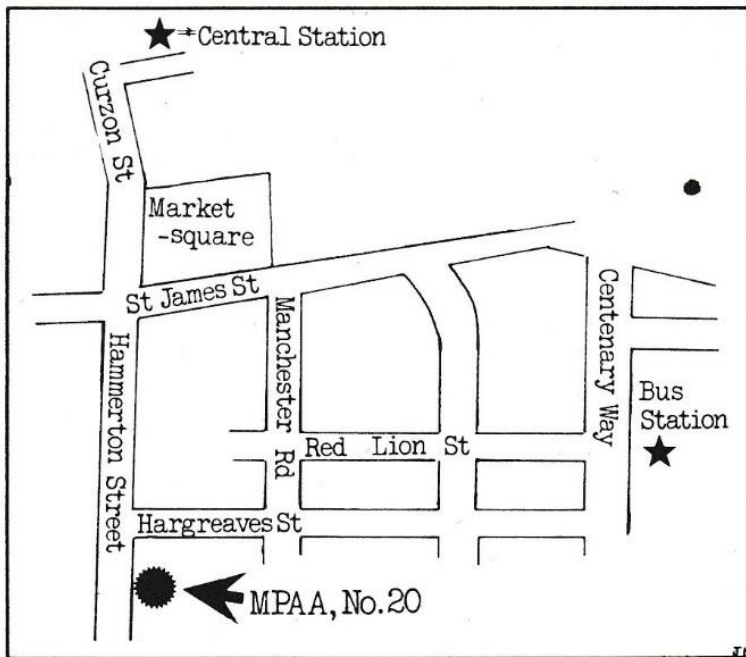 Central Station
Curzon St
Market
-square
St James St
Manchester Rd
Centenary Way
Hammerton Street
Bus
Station
Red Lion St
Hargreaves St
MPAA, No.20